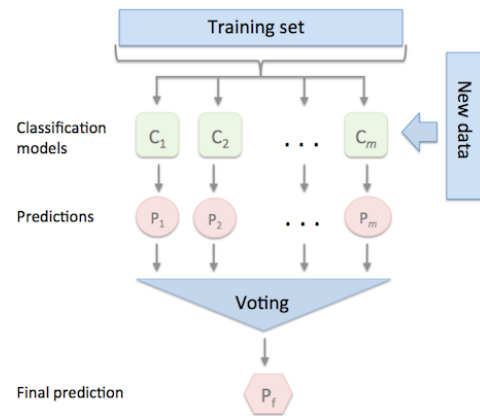 Training set
New data
Classification
models
C1 C2 . . . Cm
Predictions
P1 P2 . . . Pm
Voting
Final prediction
Pf